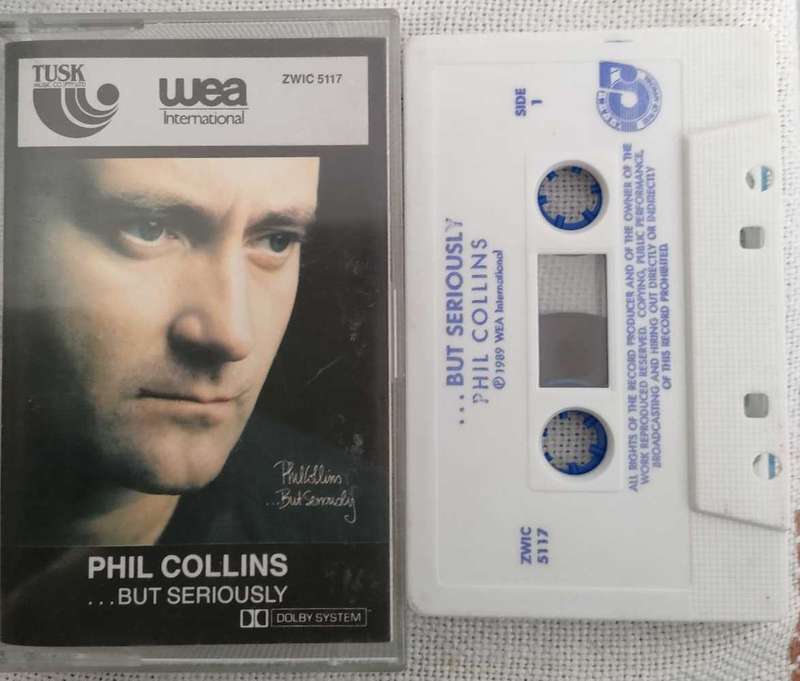 TUSK
MUSIC CO (PTY) LTD
wea
International
ZWIC 5117
PhilCollins
...But Seriously
PHIL COLLINS
...BUT SERIOUSLY
DOLBY SYSTEM
SIDE
1
...BUT SERIOUSLY
PHIL COLLINS
Ⓟ 1989 WEA International
ZWIC
5117
ALL RIGHTS OF THE RECORD PRODUCER AND OF THE OWNER OF THE
WORK REPRODUCED RESERVED. COPYING, PUBLIC PERFORMANCE,
BROADCASTING AND HIRING OUT DIRECTLY OR INDIRECTLY
OF THIS RECORD PROHIBITED.